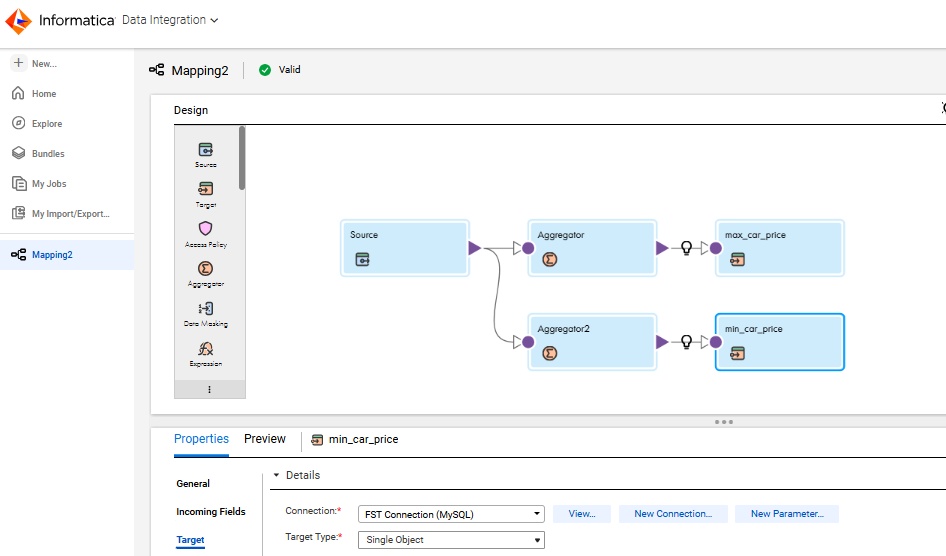 Informatica Data Integration
New...
Home
Explore
Bundles
My Jobs
My Import/Export...
Mapping2
Mapping2
Valid
Design
Source
Target
Access Policy
Aggregator
Data Masking
Expression
Source
Aggregator
max_car_price
Aggregator2
min_car_price
Properties Preview min_car_price
General
Incoming Fields
Target
Details
Connection:* FST Connection (MySQL) View... New Connection... New Parameter...
Target Type:* Single Object